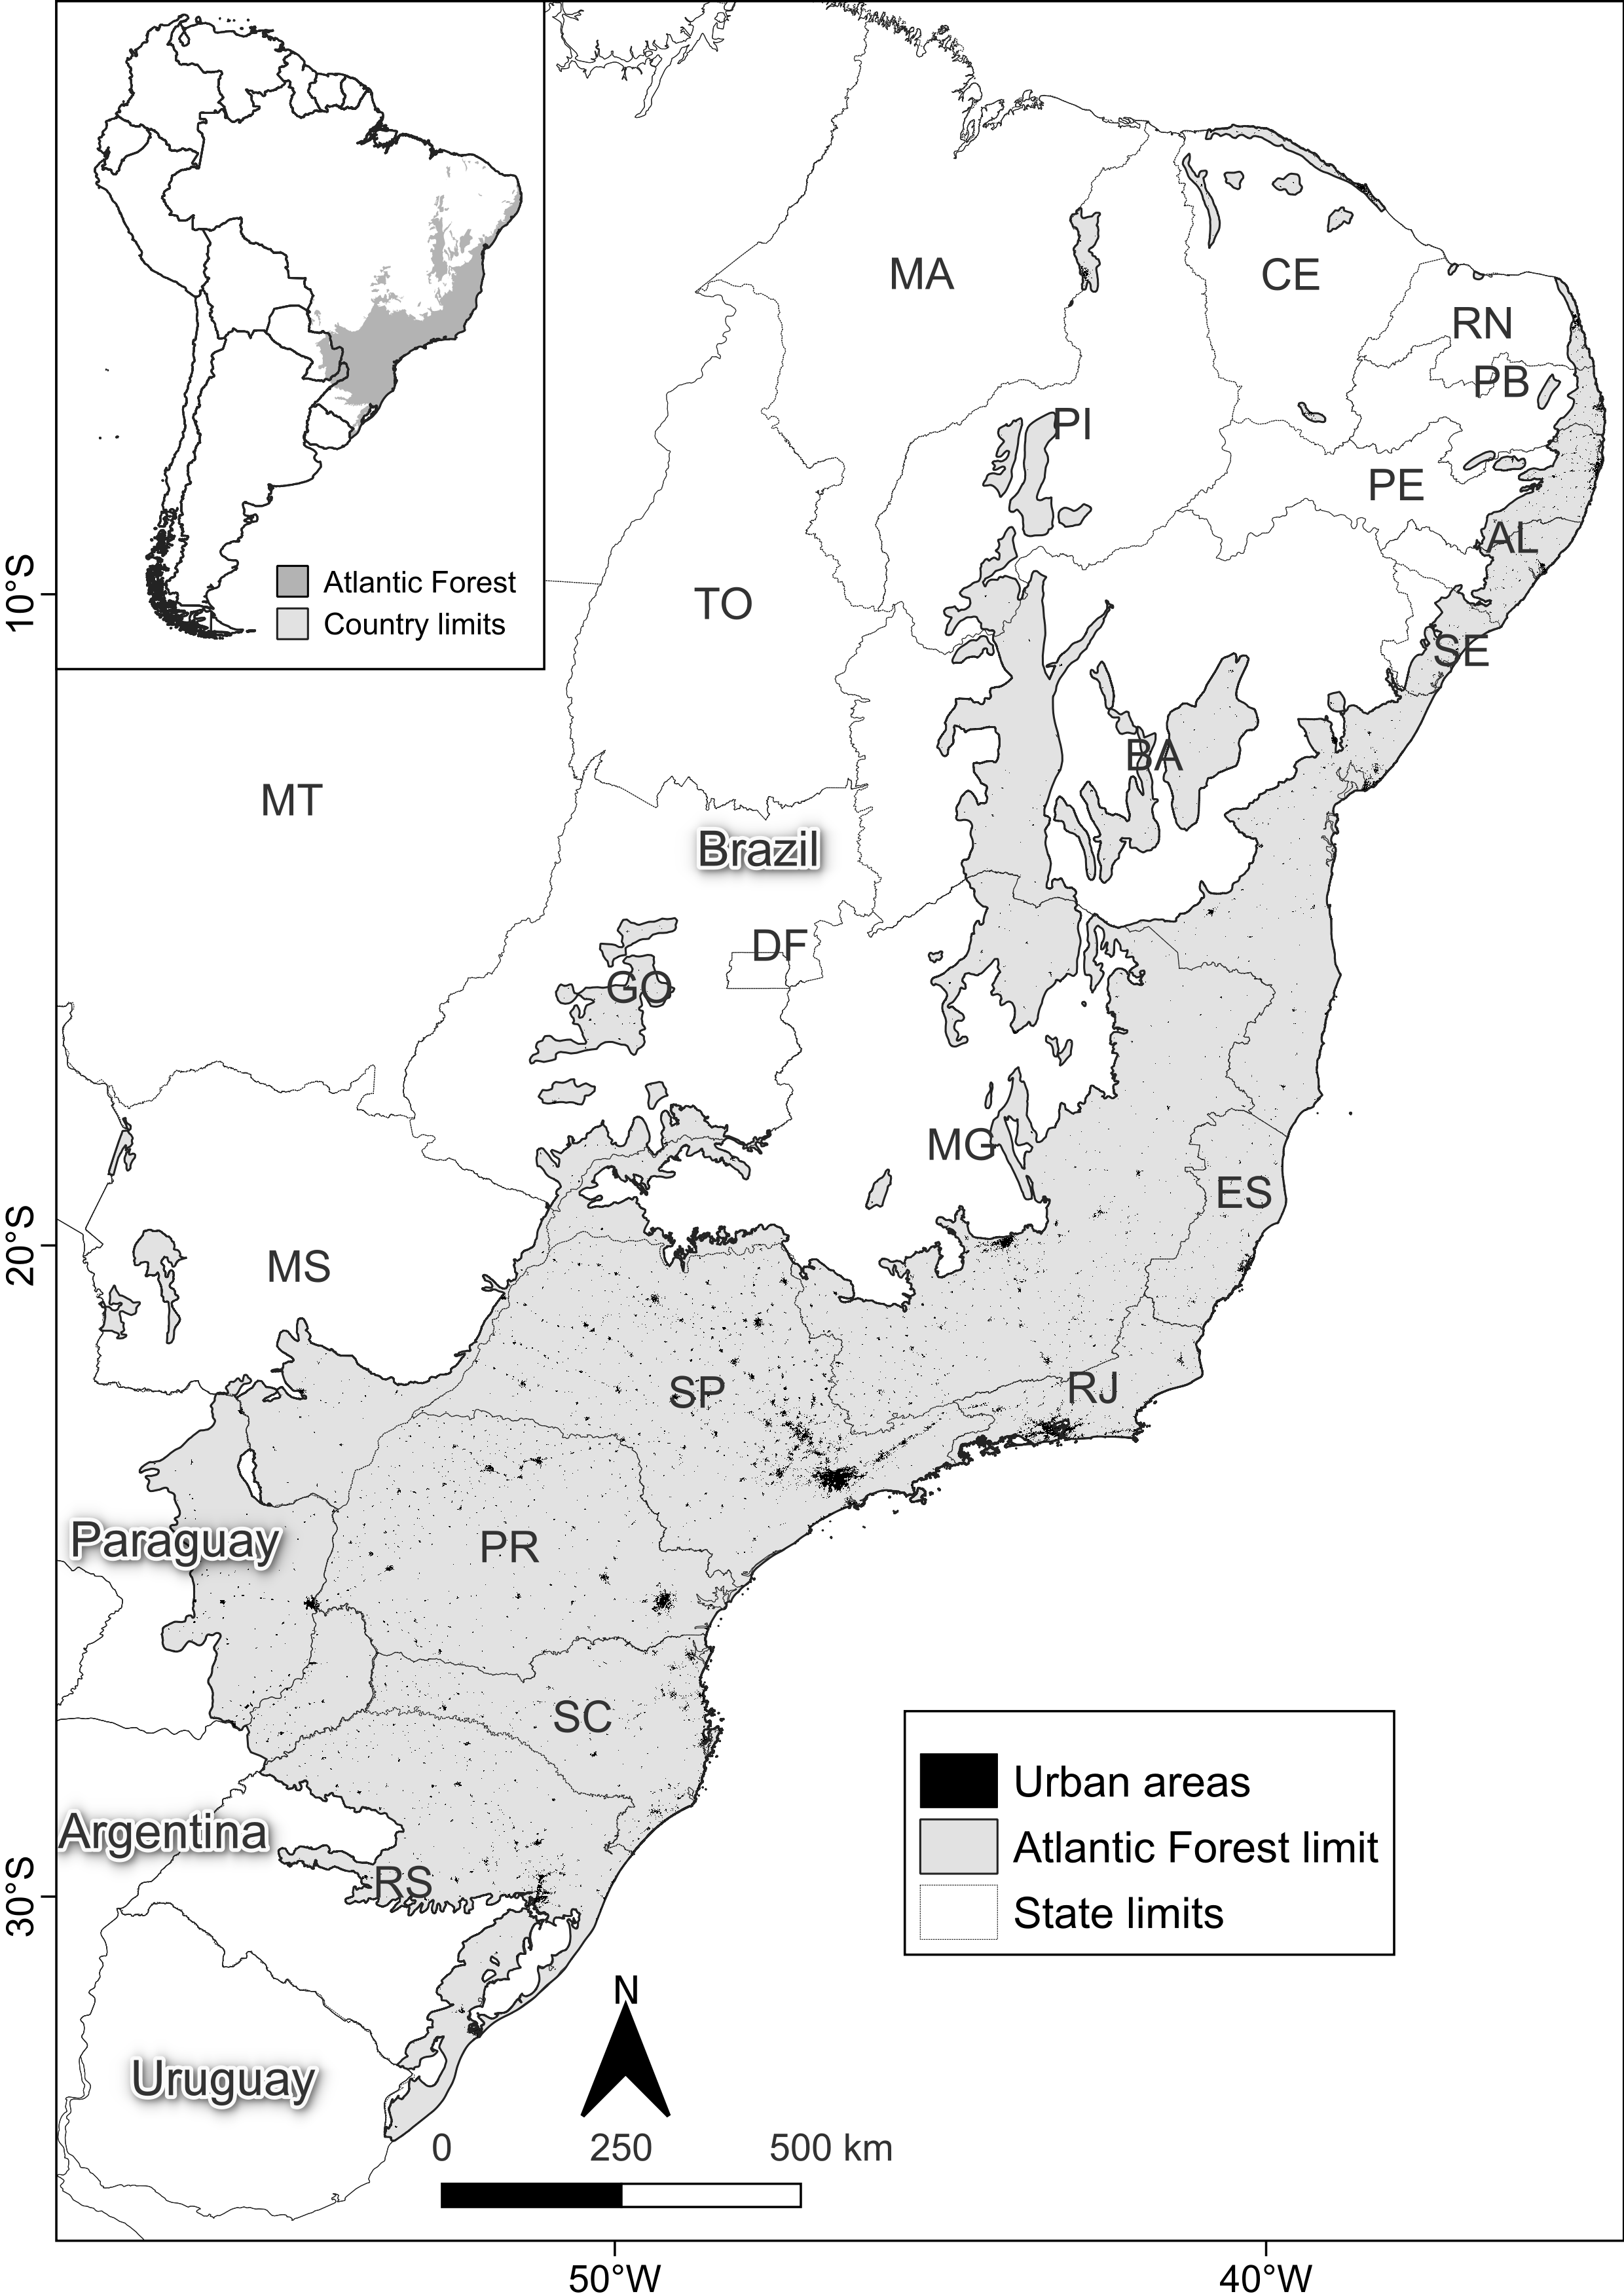 Atlantic Forest
Country limits
MA
CE
RN
PB
PI
PE
AL
TO
SE
BA
MT
Brazil
DF
GO
MG
ES
MS
SP
RJ
Paraguay
PR
SC
Argentina
RS
Uruguay
Urban areas
Atlantic Forest limit
State limits
N
0 250 500 km
10°S
20°S
30°S
50°W 40°W